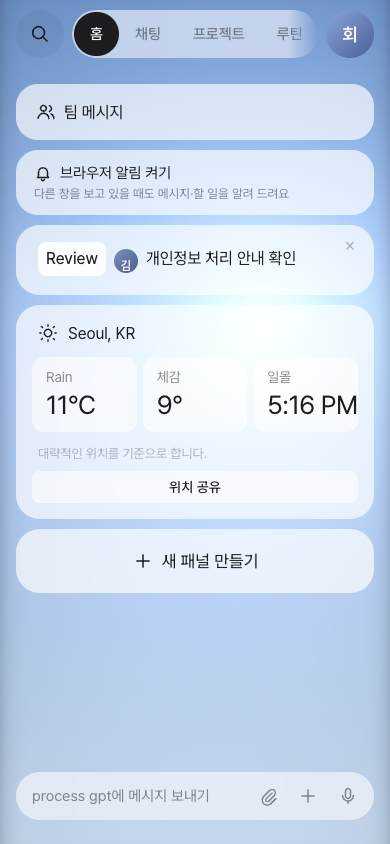 홈 채팅 프로젝트 루틴 회
팀 메시지
브라우저 알림 켜기
다른 창을 보고 있을 때도 메시지·할 일을 알려 드려요
Review 김 개인정보 처리 안내 확인
Seoul, KR
Rain 체감 일몰
11°C 9° 5:16 PM
대략적인 위치를 기준으로 합니다.
위치 공유
새 패널 만들기
process gpt에 메시지 보내기